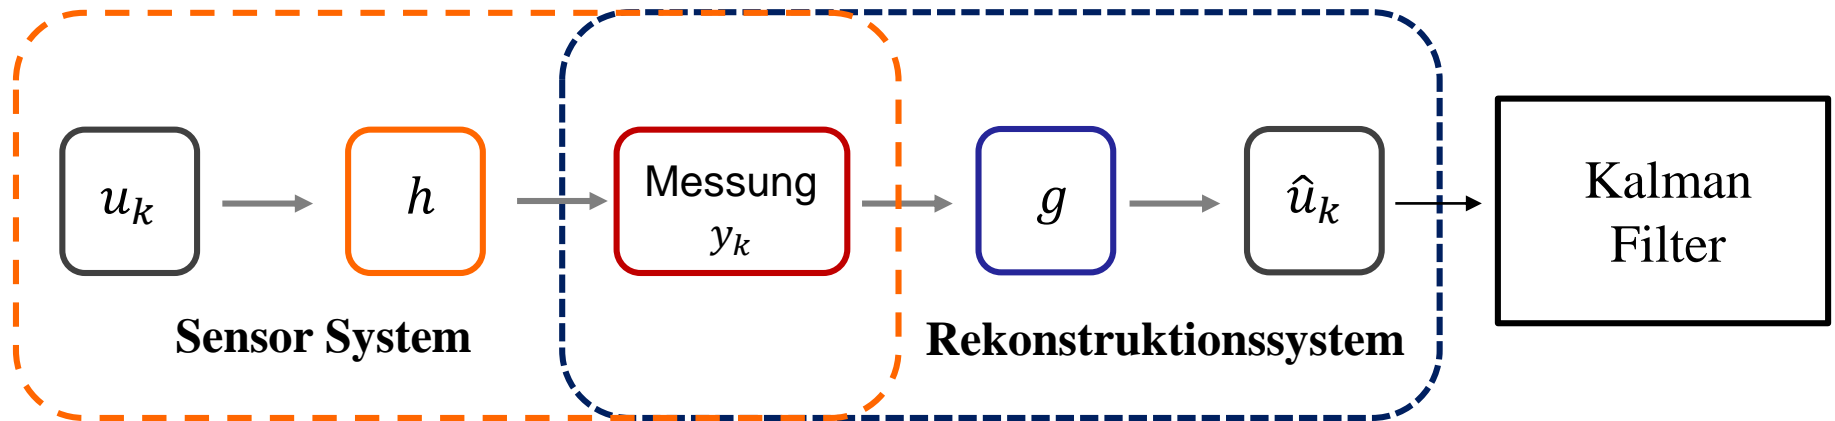 u_k
h
Messung
y_k
g
û_k
Kalman
Filter
Sensor System
Rekonstruktionssystem